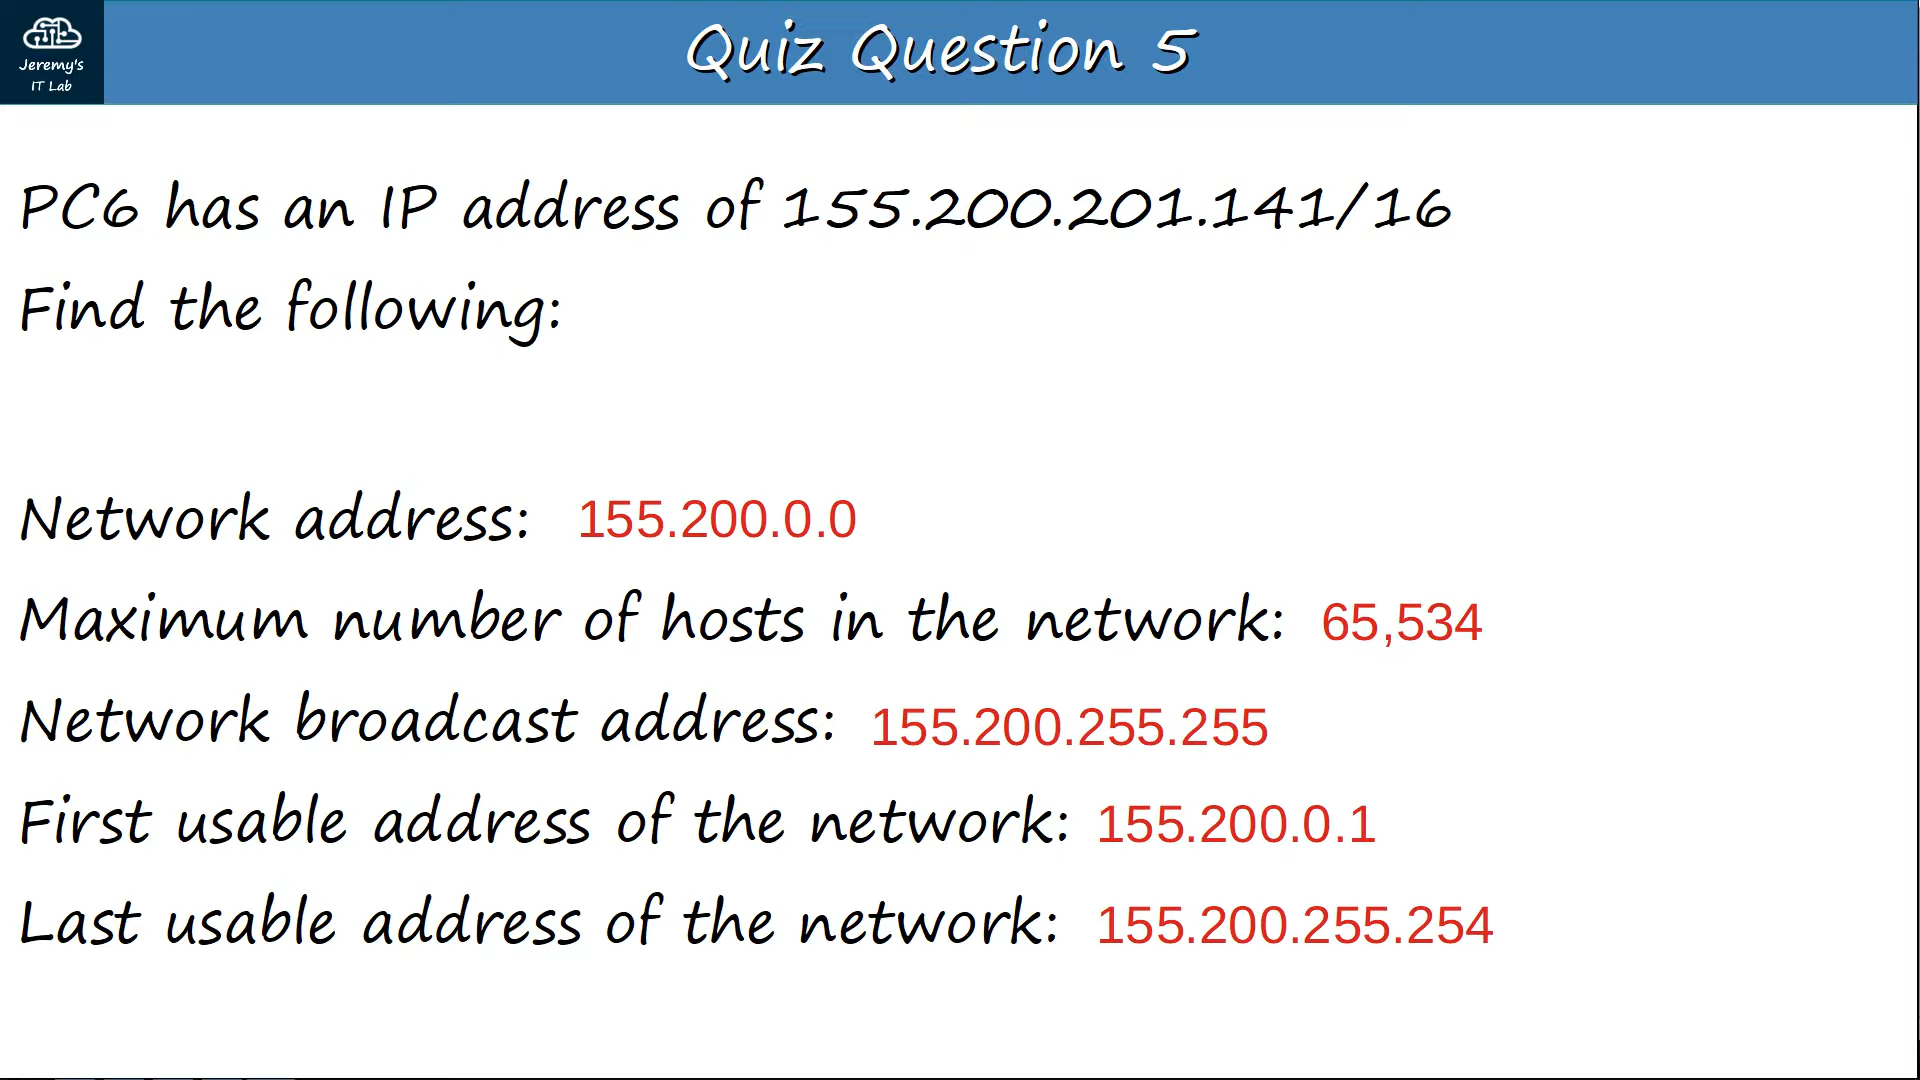 Jeremy's
IT Lab
Quiz Question 5
PC6 has an IP address of 155.200.201.141/16
Find the following:
Network address: 155.200.0.0
Maximum number of hosts in the network: 65,534
Network broadcast address: 155.200.255.255
First usable address of the network: 155.200.0.1
Last usable address of the network: 155.200.255.254